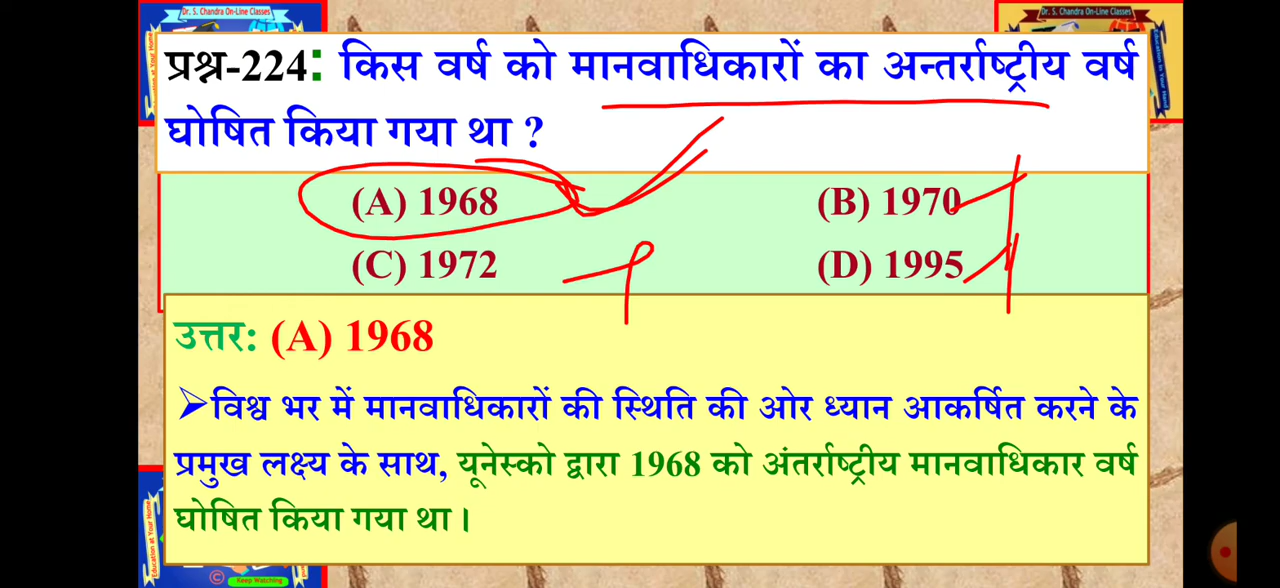 Dr. S. Chandra On-Line Classes
Dr. S. Chandra On-Line Classes
प्रश्न-224: किस वर्ष को मानवाधिकारों का अन्तर्राष्ट्रीय वर्ष
घोषित किया गया था ?
(A) 1968 (B) 1970
(C) 1972 (D) 1995
उत्तर: (A) 1968
➢विश्व भर में मानवाधिकारों की स्थिति की ओर ध्यान आकर्षित करने के
प्रमुख लक्ष्य के साथ, यूनेस्को द्वारा 1968 को अंतर्राष्ट्रीय मानवाधिकार वर्ष
घोषित किया गया था।
© Keep Watching